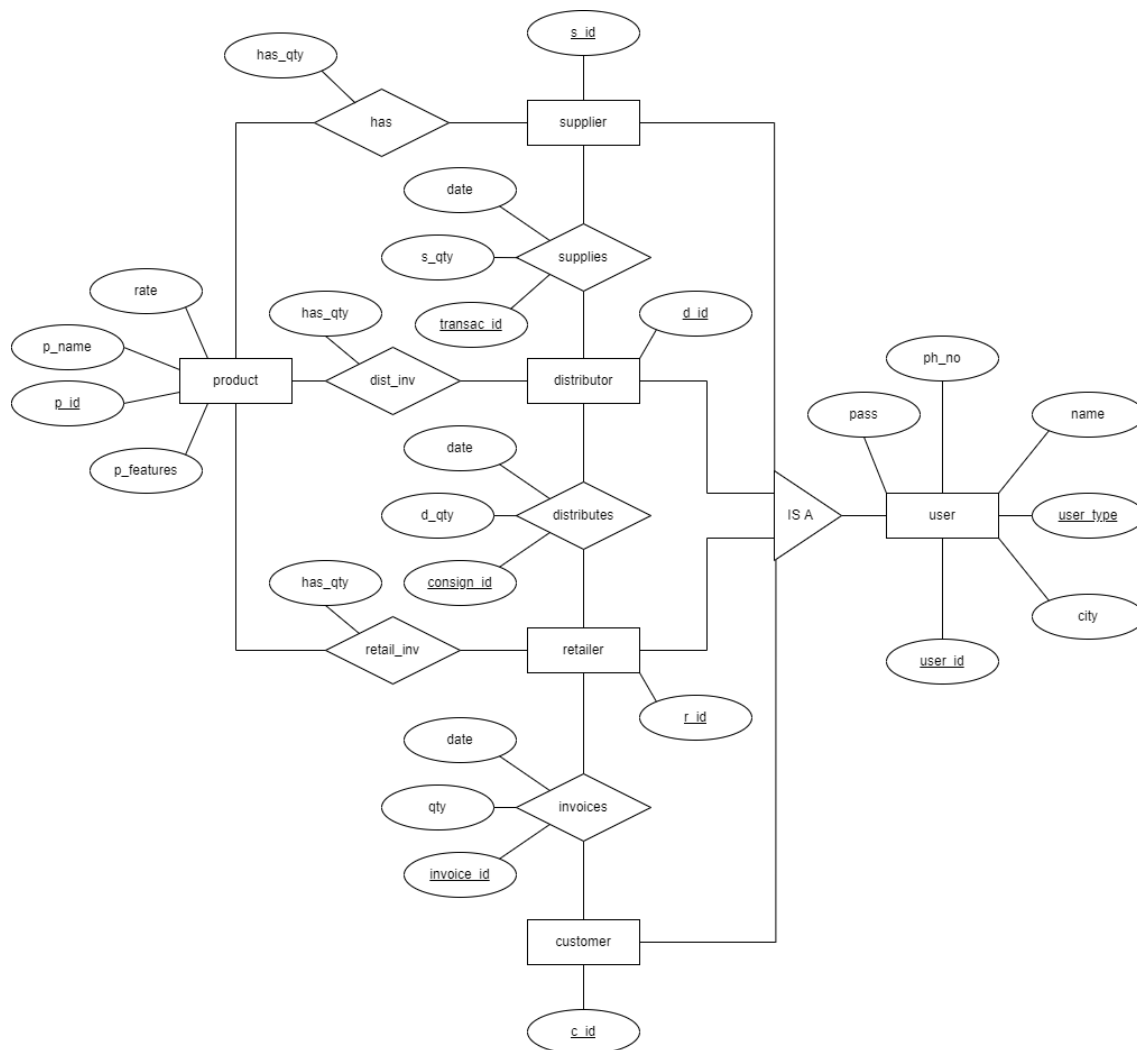 s_id
has_qty
has
supplier
date
supplies
s_qty
transac_id
rate
has_qty
d_id
p_name
product
dist_inv
distributor
ph_no
p_id
pass
name
p_features
date
d_qty
distributes
IS A
user
user_type
has_qty
consign_id
city
retail_inv
retailer
user_id
r_id
date
qty
invoices
invoice_id
customer
c_id